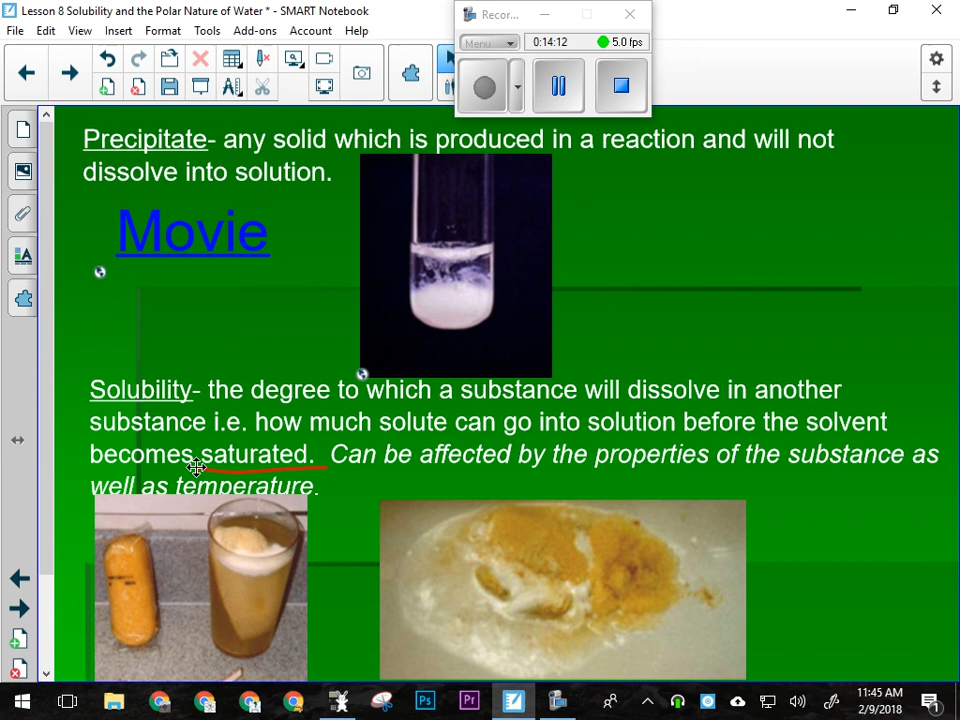 Lesson 8 Solubility and the Polar Nature of Water * - SMART Notebook
Recor...
File Edit View Insert Format Tools Add-ons Account Help
Menu
0:14:12
5.0 fps
Precipitate- any solid which is produced in a reaction and will not
dissolve into solution.
Movie
Solubility- the degree to which a substance will dissolve in another
substance i.e. how much solute can go into solution before the solvent
becomes saturated. Can be affected by the properties of the substance as
well as temperature.
Ps
Pr
11:45 AM
2/9/2018
1